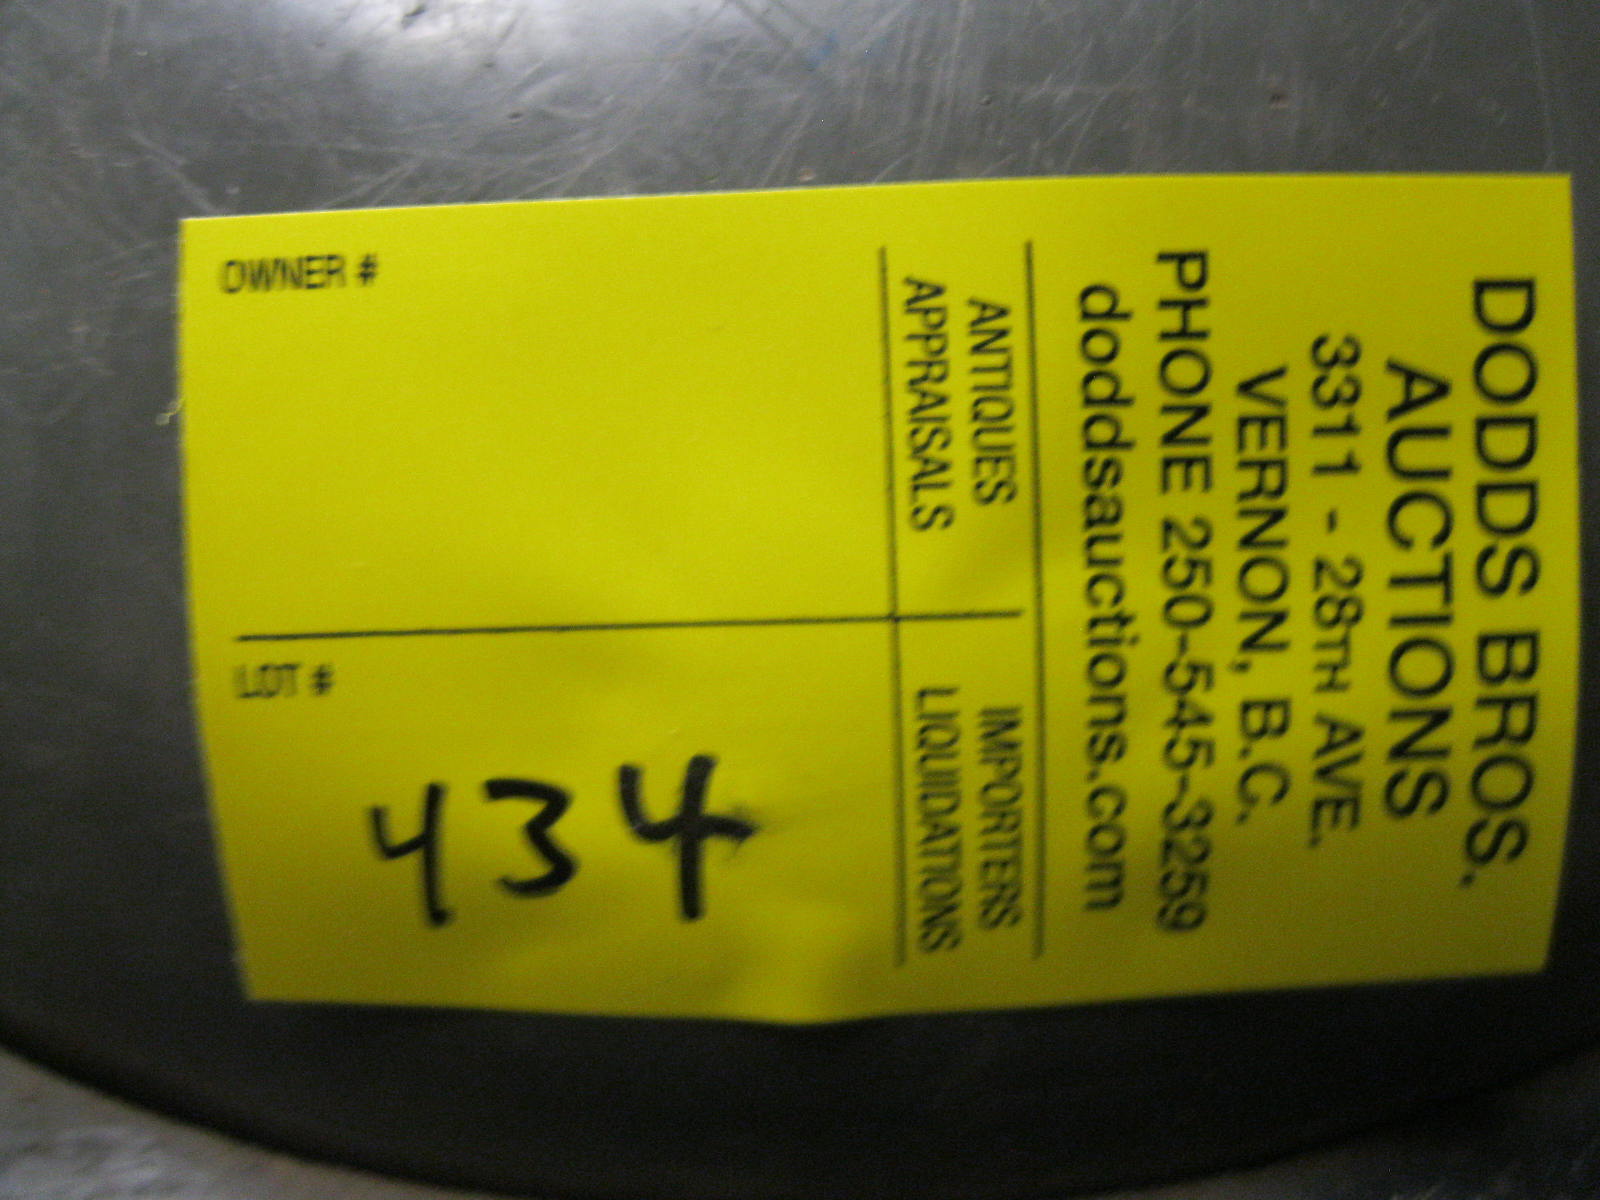 DODDS BROS.
AUCTIONS
3311 - 28TH AVE.
VERNON, B.C.
PHONE 250-545-3259
doddsauctions.com
ANTIQUES
APPRAISALS
IMPORTERS
LIQUIDATIONS
OWNER #
LOT #
434